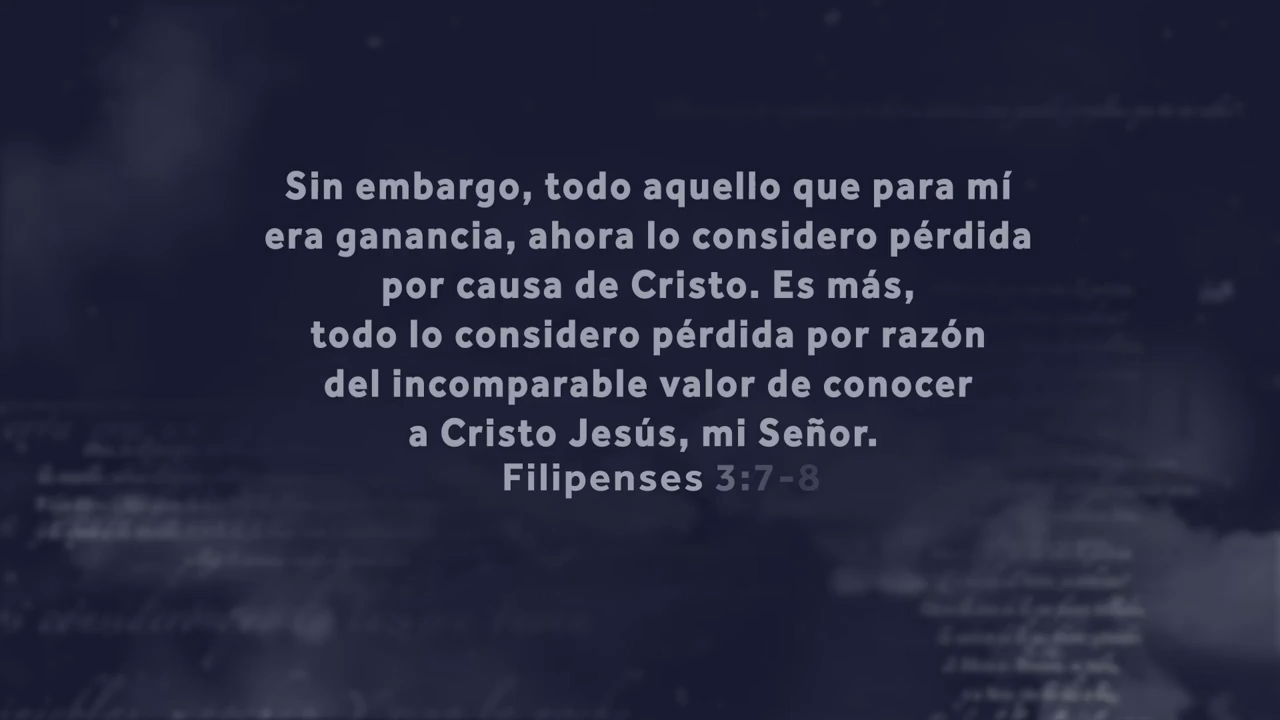 Sin embargo, todo aquello que para mí
era ganancia, ahora lo considero pérdida
por causa de Cristo. Es más,
todo lo considero pérdida por razón
del incomparable valor de conocer
a Cristo Jesús, mi Señor.
Filipenses 3:7-8